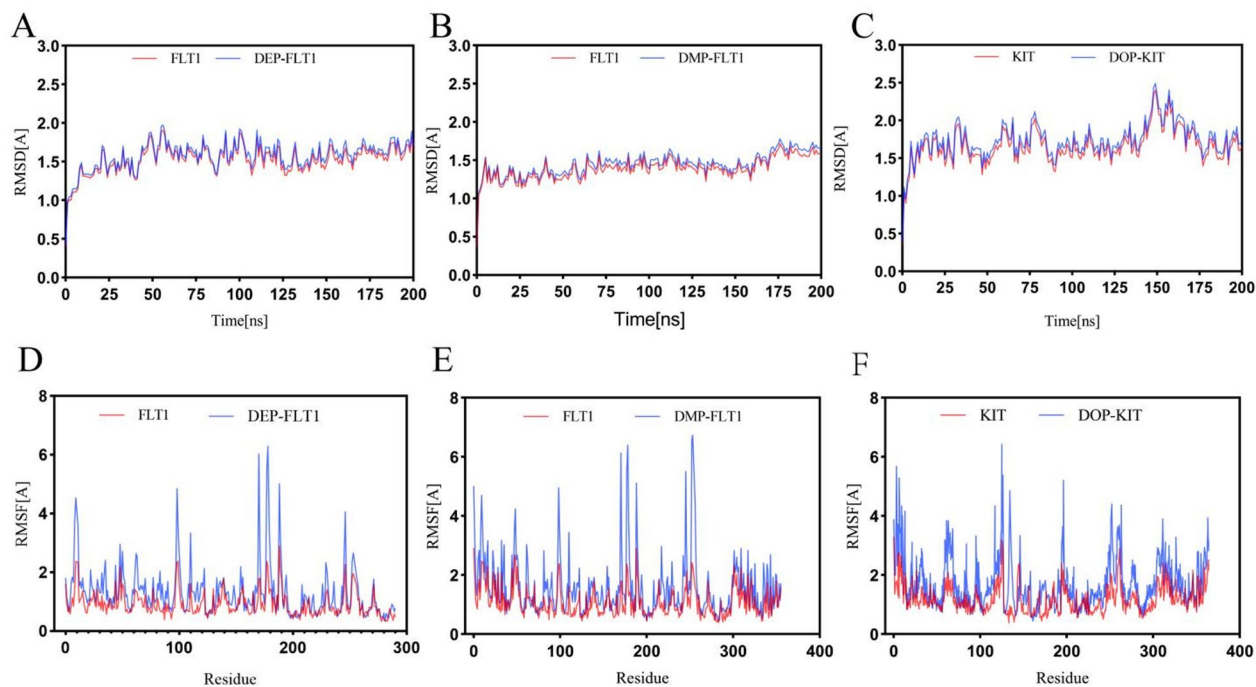 A
FLT1 DEP-FLT1
3.0
2.5
2.0
1.5
1.0
0.5
0.0
RMSD[A]
0 25 50 75 100 125 150 175 200
Time[ns]
B
FLT1 DMP-FLT1
3.0
2.5
2.0
1.5
1.0
0.5
0.0
RMSD[A]
0 25 50 75 100 125 150 175 200
Time[ns]
C
KIT DOP-KIT
3.0
2.5
2.0
1.5
1.0
0.5
0.0
RMSD[A]
0 25 50 75 100 125 150 175 200
Time[ns]
D
FLT1 DEP-FLT1
8
6
4
2
0
RMSF[A]
0 100 200 300
Residue
E
FLT1 DMP-FLT1
8
6
4
2
0
RMSF[A]
0 100 200 300 400
Residue
F
KIT DOP-KIT
8
6
4
2
0
RMSF[A]
0 100 200 300 400
Residue